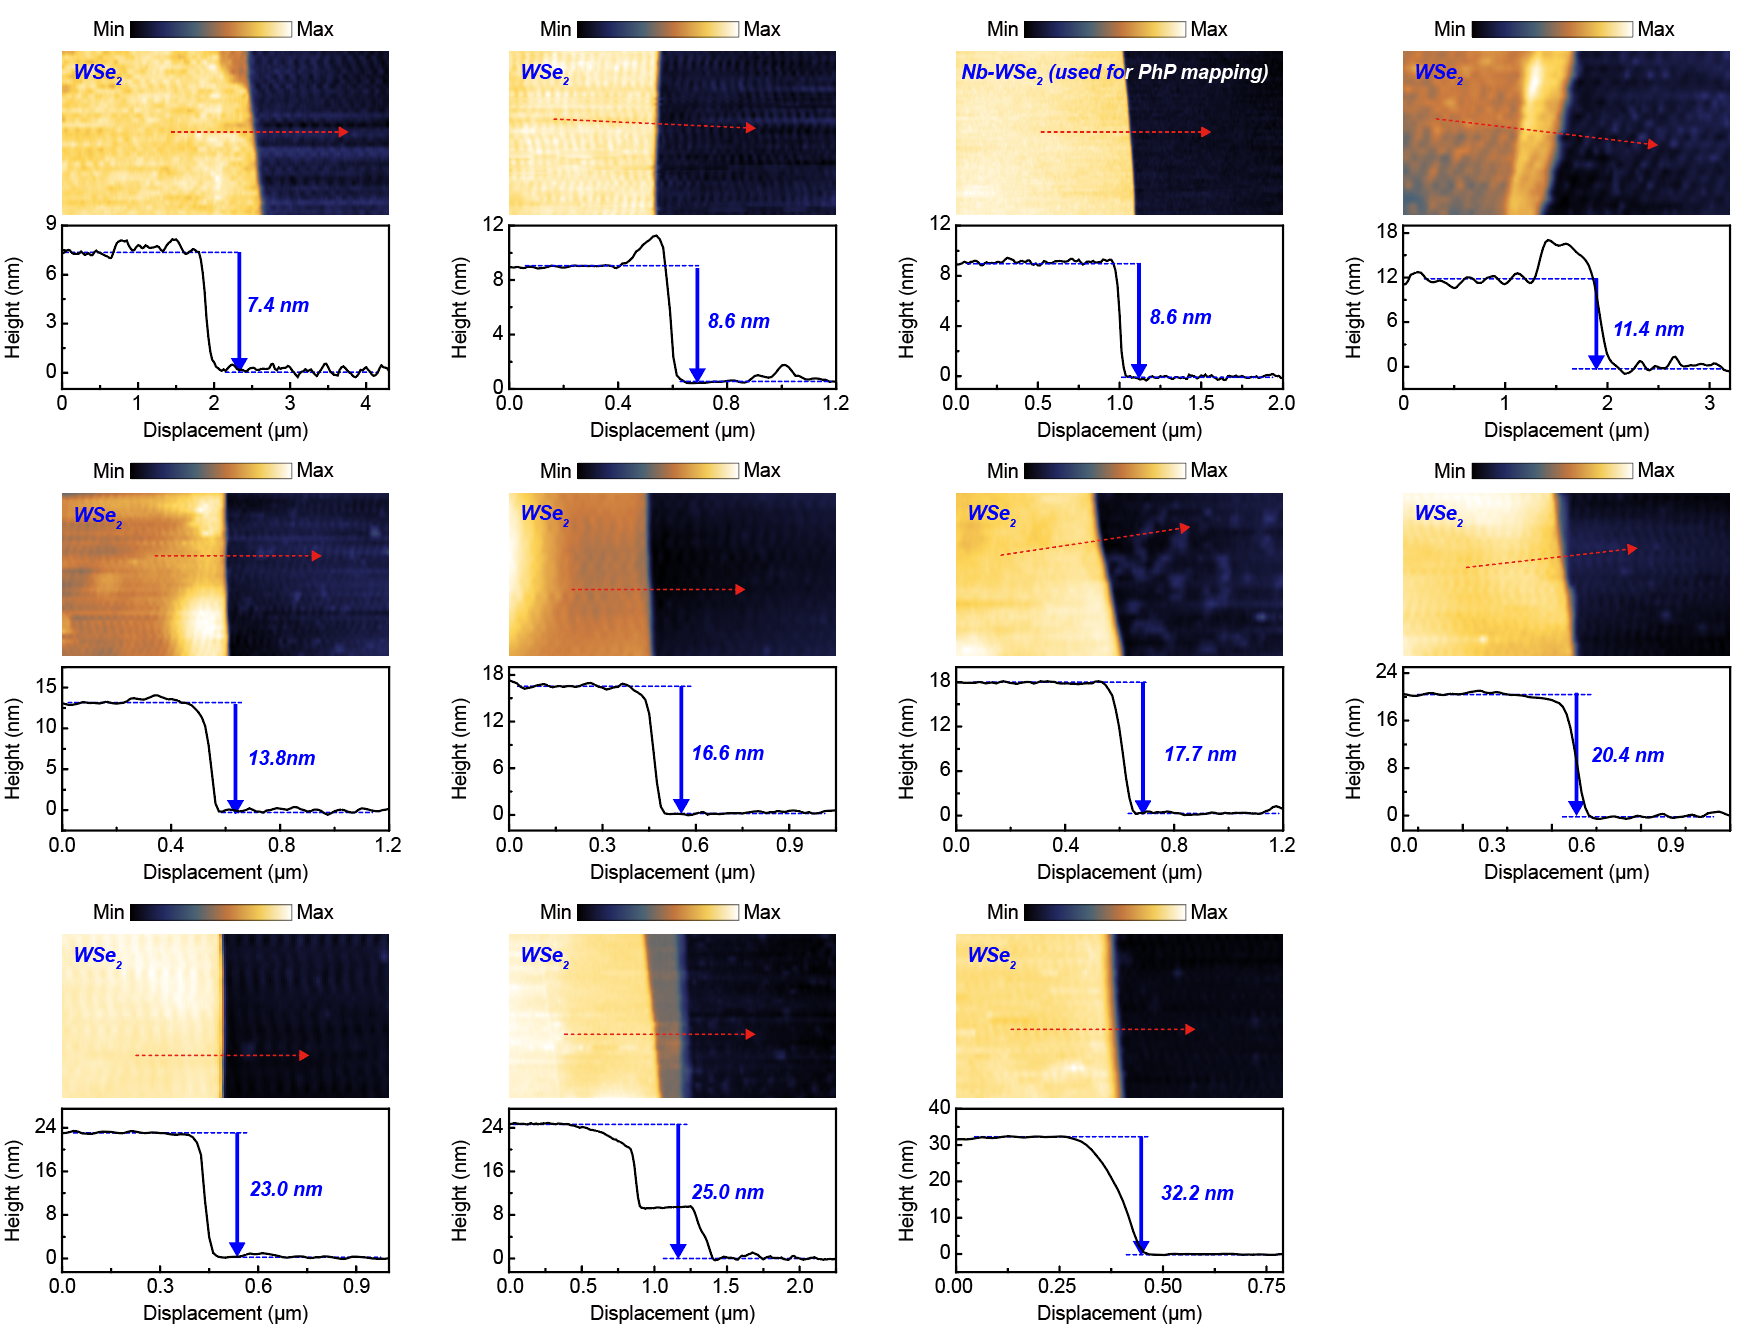 Min Max
WSe2
9
6
3
0
Height (nm)
7.4 nm
0 1 2 3 4
Displacement (µm)
Min Max
WSe2
12
8
4
0
Height (nm)
8.6 nm
0.0 0.4 0.8 1.2
Displacement (µm)
Min Max
Nb-WSe2 (used for PhP mapping)
12
8
4
0
Height (nm)
8.6 nm
0.0 0.5 1.0 1.5 2.0
Displacement (µm)
Min Max
WSe2
18
12
6
0
Height (nm)
11.4 nm
0 1 2 3
Displacement (µm)
Min Max
WSe2
15
10
5
0
Height (nm)
13.8nm
0.0 0.4 0.8 1.2
Displacement (µm)
Min Max
WSe2
18
12
6
0
Height (nm)
16.6 nm
0.0 0.3 0.6 0.9
Displacement (µm)
Min Max
WSe2
18
12
6
0
Height (nm)
17.7 nm
0.0 0.4 0.8 1.2
Displacement (µm)
Min Max
WSe2
24
16
8
0
Height (nm)
20.4 nm
0.0 0.3 0.6 0.9
Displacement (µm)
Min Max
WSe2
24
16
8
0
Height (nm)
23.0 nm
0.0 0.3 0.6 0.9
Displacement (µm)
Min Max
WSe2
24
16
8
0
Height (nm)
25.0 nm
0.0 0.5 1.0 1.5 2.0
Displacement (µm)
Min Max
WSe2
40
30
20
10
0
Height (nm)
32.2 nm
0.00 0.25 0.50 0.75
Displacement (µm)